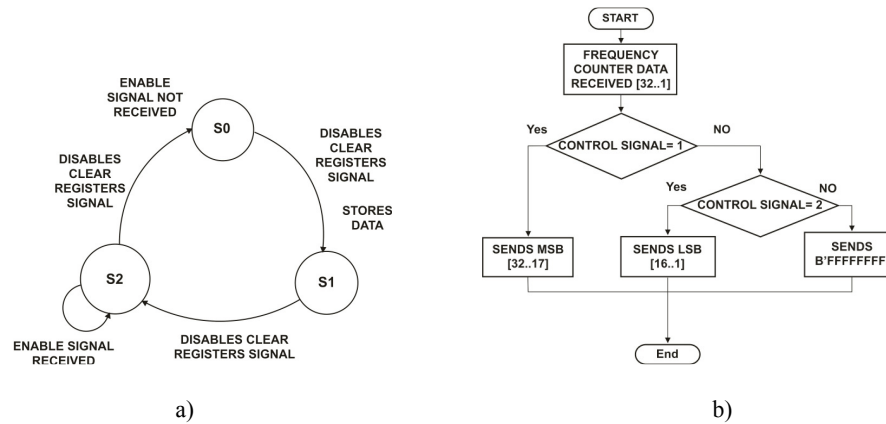 ENABLE
SIGNAL NOT
RECEIVED
S0
DISABLES
CLEAR
REGISTERS
SIGNAL
DISABLES
CLEAR
REGISTERS
SIGNAL
STORES
DATA
S2
S1
ENABLE SIGNAL
RECEIVED
DISABLES CLEAR
REGISTERS SIGNAL
a)
START
FREQUENCY
COUNTER DATA
RECEIVED [32..1]
Yes
NO
CONTROL SIGNAL= 1
Yes
NO
CONTROL SIGNAL= 2
SENDS MSB
[32..17]
SENDS LSB
[16..1]
SENDS
B'FFFFFFFF
End
b)